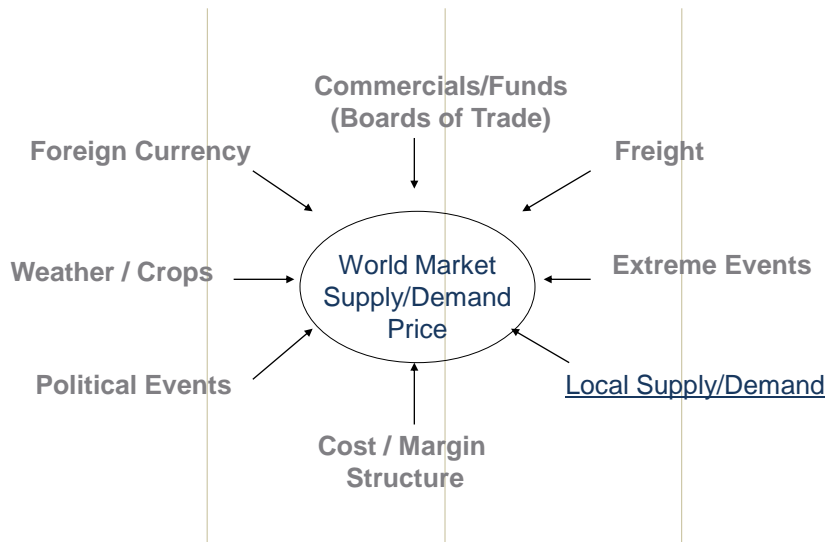 Commercials/Funds
(Boards of Trade)
Foreign Currency
Freight
Weather / Crops
World Market
Supply/Demand
Price
Extreme Events
Political Events
Local Supply/Demand
Cost / Margin
Structure